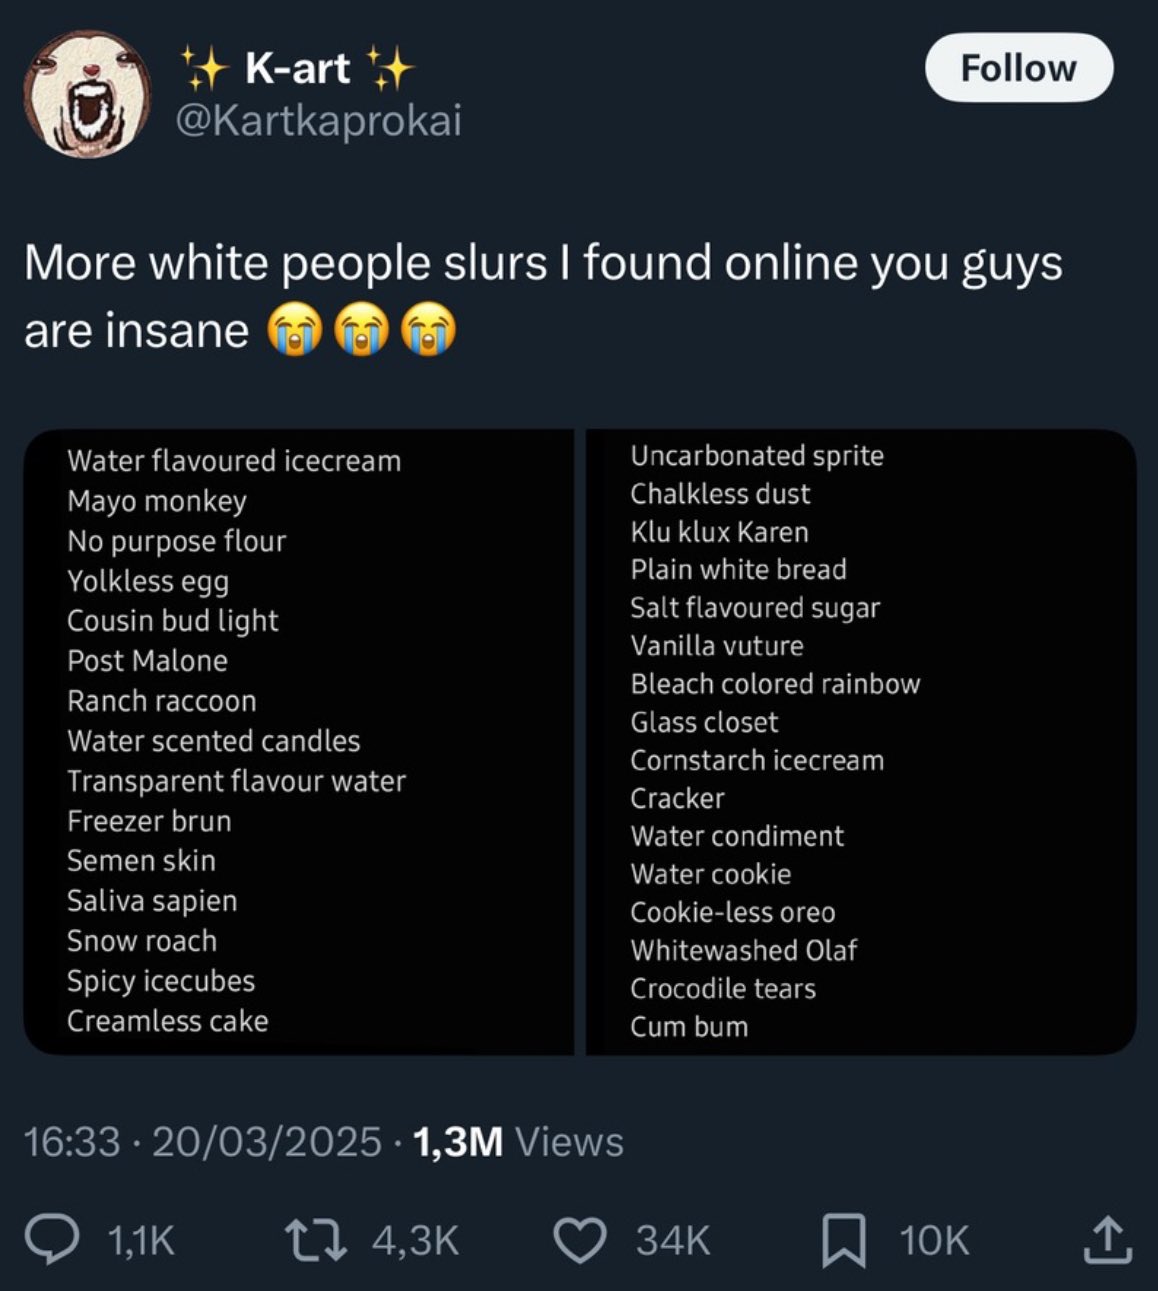 ✨ K-art ✨
Follow
@Kartkaprokai
More white people slurs I found online you guys
are insane 😭😭😭
Water flavoured icecream
Mayo monkey
No purpose flour
Yolkless egg
Cousin bud light
Post Malone
Ranch raccoon
Water scented candles
Transparent flavour water
Freezer brun
Semen skin
Saliva sapien
Snow roach
Spicy icecubes
Creamless cake
Uncarbonated sprite
Chalkless dust
Klu klux Karen
Plain white bread
Salt flavoured sugar
Vanilla vuture
Bleach colored rainbow
Glass closet
Cornstarch icecream
Cracker
Water condiment
Water cookie
Cookie-less oreo
Whitewashed Olaf
Crocodile tears
Cum bum
16:33 · 20/03/2025 · 1,3M Views
1,1K 4,3K 34K 10K